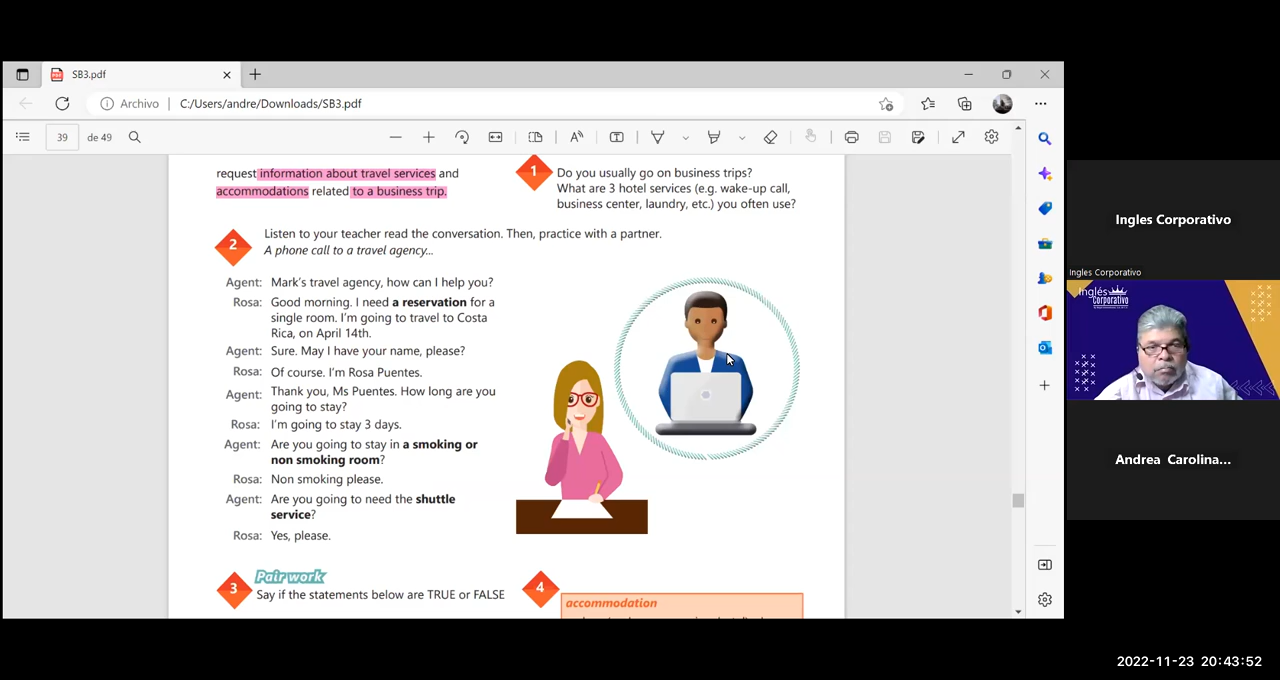 SB3.pdf
Archivo
C:/Users/andre/Downloads/SB3.pdf
39
de 49
request information about travel services and
accommodations related to a business trip.
1
Do you usually go on business trips?
What are 3 hotel services (e.g. wake-up call,
business center, laundry, etc.) you often use?
2
Listen to your teacher read the conversation. Then, practice with a partner.
A phone call to a travel agency...
Agent: Mark's travel agency, how can I help you?
Rosa: Good morning. I need a reservation for a
single room. I'm going to travel to Costa
Rica, on April 14th.
Agent: Sure. May I have your name, please?
Rosa: Of course. I'm Rosa Puentes.
Agent: Thank you, Ms Puentes. How long are you
going to stay?
Rosa: I'm going to stay 3 days.
Agent: Are you going to stay in a smoking or
non smoking room?
Rosa: Non smoking please.
Agent: Are you going to need the shuttle
service?
Rosa: Yes, please.
3
Pair work
Say if the statements below are TRUE or FALSE
4
accommodation
Ingles Corporativo
Ingles Corporativo
Inglés
Corporativo
Andrea Carolina...
2022-11-23 20:43:52